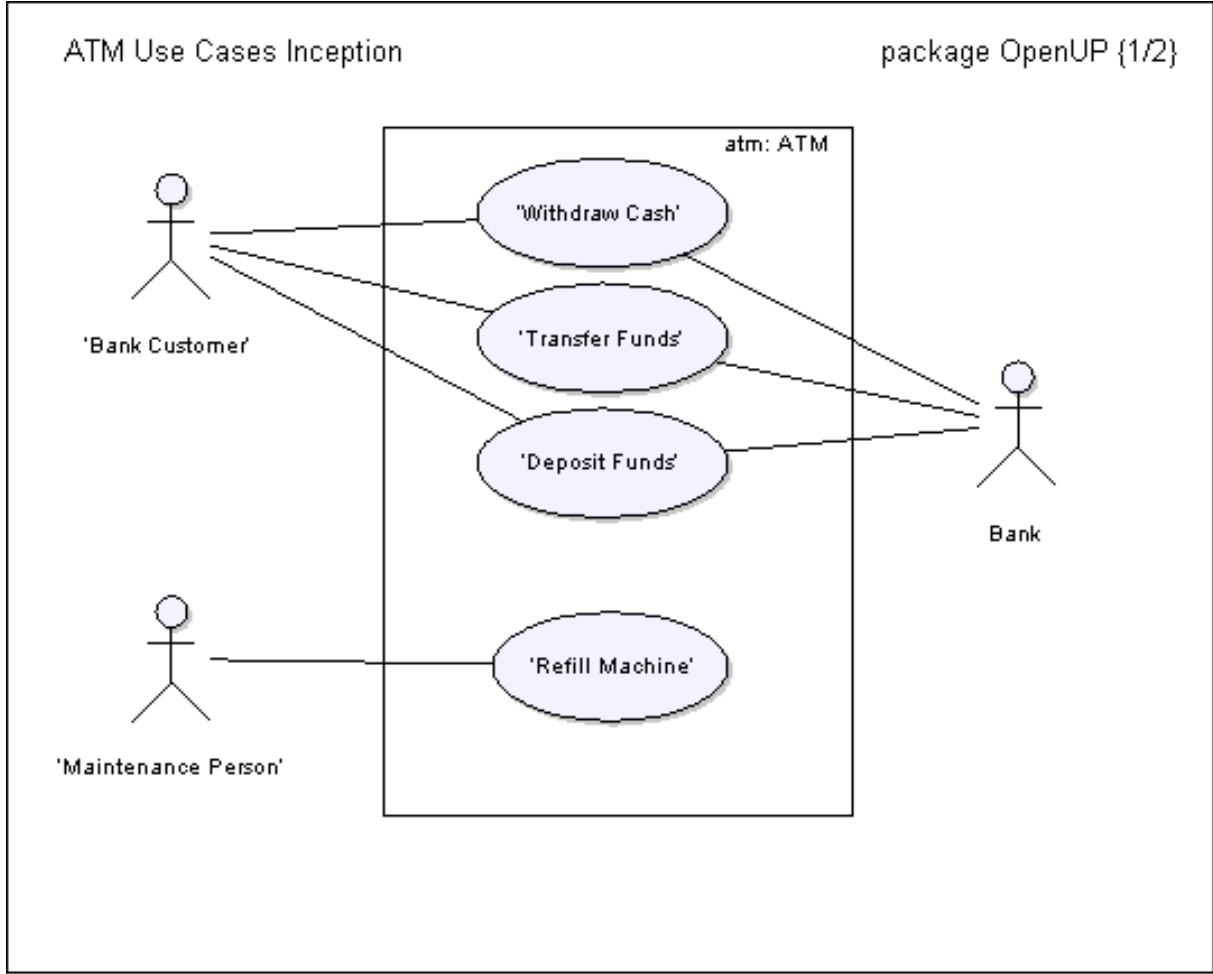 ATM Use Cases Inception
package OpenUP {1/2}
atm: ATM
'Withdraw Cash'
'Transfer Funds'
'Bank Customer'
'Deposit Funds'
Bank
'Refill Machine'
'Maintenance Person'